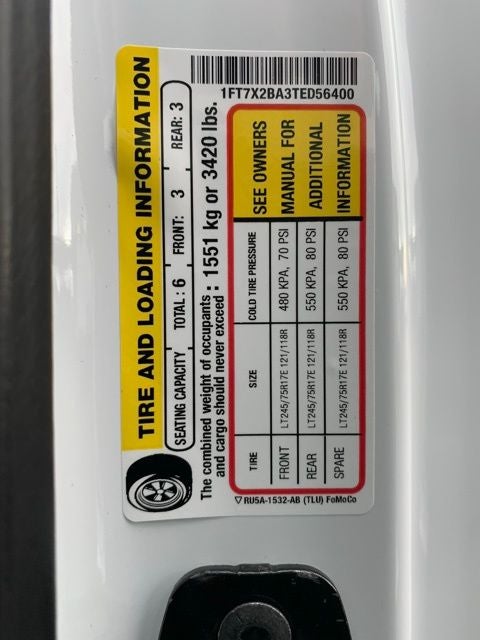 1FT7X2BA3TED56400
TIRE AND LOADING INFORMATION
SEATING CAPACITY TOTAL: 6 FRONT: 3 REAR: 3
The combined weight of occupants
and cargo should never exceed : 1551 kg or 3420 lbs.
TIRE SIZE COLD TIRE PRESSURE SEE OWNERS
FRONT LT245/75R17E 121/118R 480 KPA, 70 PSI MANUAL FOR
REAR LT245/75R17E 121/118R 550 KPA, 80 PSI ADDITIONAL
SPARE LT245/75R17E 121/118R 550 KPA, 80 PSI INFORMATION
RU5A-1532-AB (TLU) FoMoCo